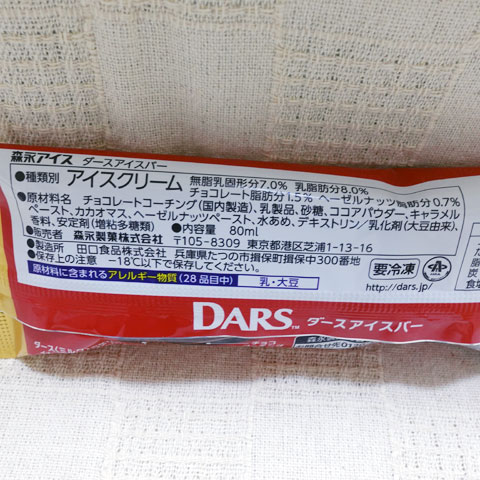 森永アイス ダースアイスバー
●種類別 アイスクリーム 無脂乳固形分7.0% 乳脂肪分8.0%
チョコレート脂肪分1.5% ヘーゼルナッツ脂肪分0.7%
●原材料名 チョコレートコーチング(国内製造)、乳製品、砂糖、ココアパウダー、キャラメル
ペースト、カカオマス、ヘーゼルナッツペースト、水あめ、デキストリン/乳化剤(大豆由来)、
香料、安定剤(増粘多糖類) ●内容量 80ml
●販売者 森永製菓株式会社 〒105-8309 東京都港区芝浦1-13-16
●製造所 田口食品株式会社 兵庫県たつの市揖保町揖保中300番地
●保存上の注意 -18℃以下で保存してください。
要冷凍
原材料に含まれるアレルギー物質(28品目中) 乳・大豆
http://dars.jp/
DARS TM ダースアイスバー